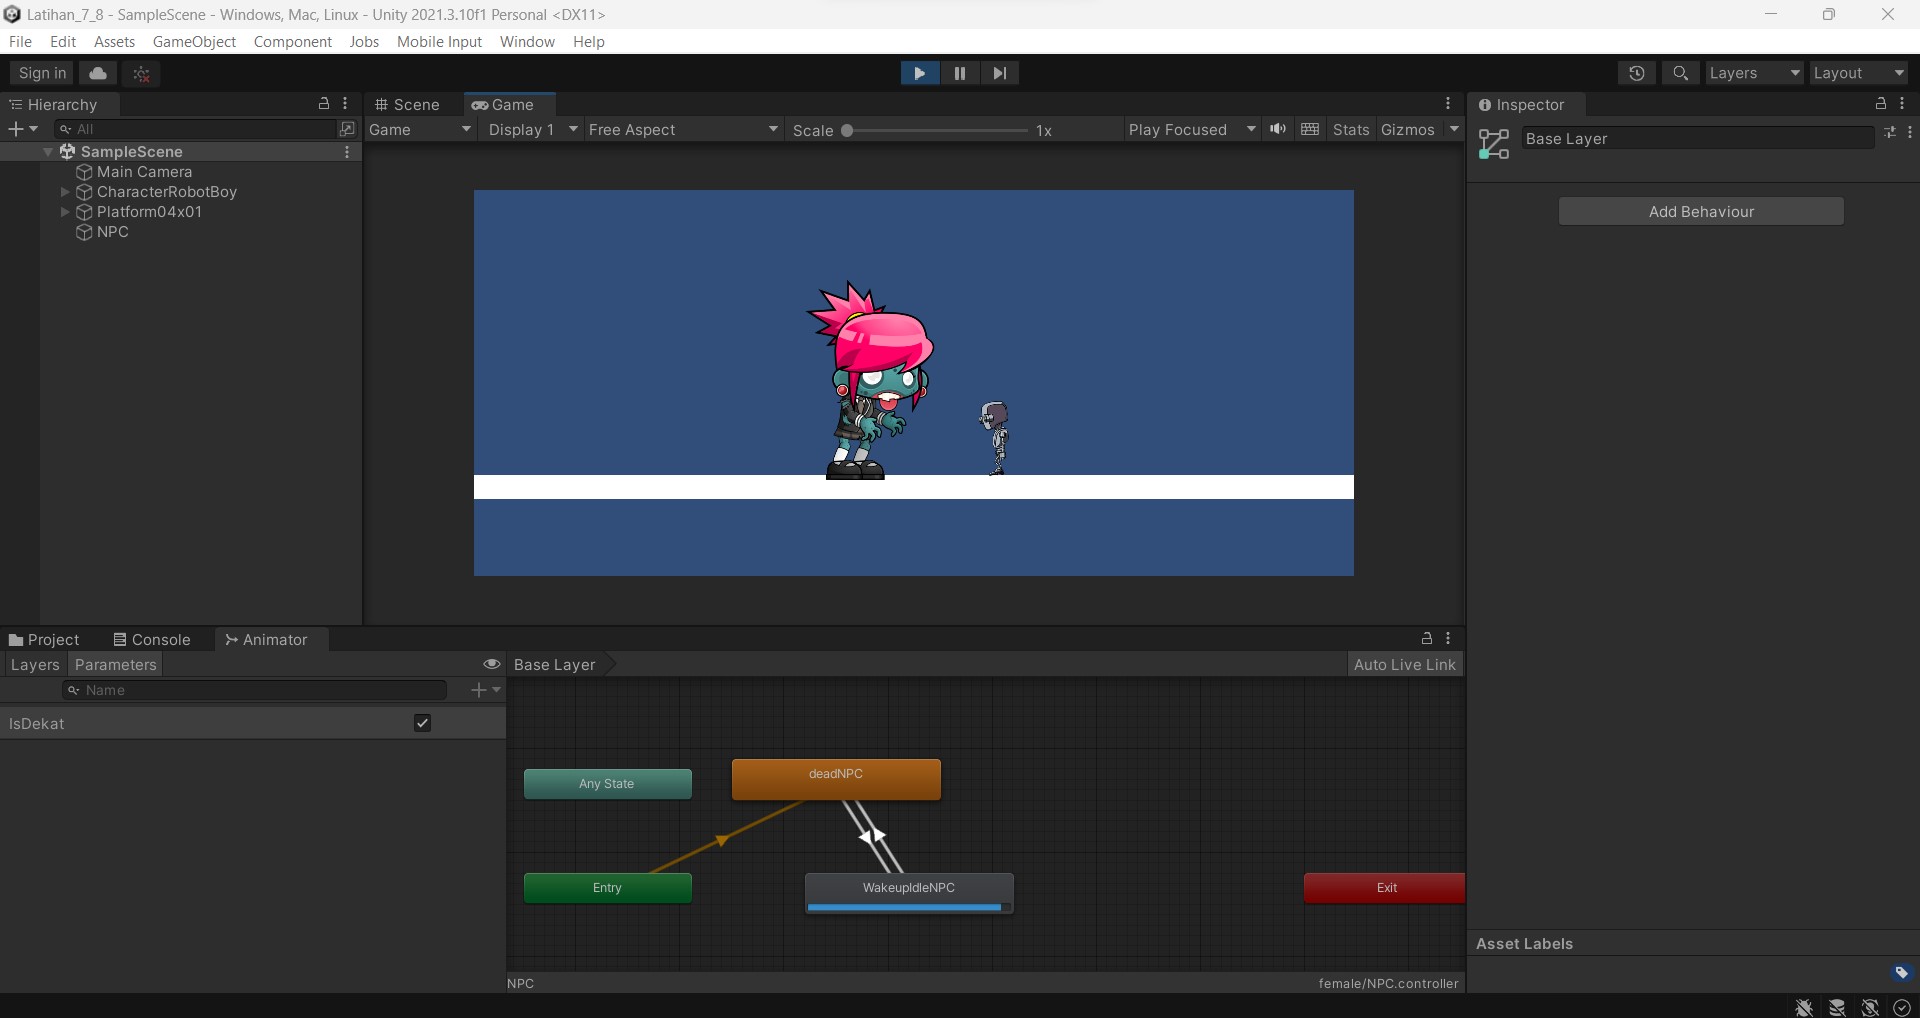 Latihan_7_8 - SampleScene - Windows, Mac, Linux - Unity 2021.3.10f1 Personal <DX11>
File Edit Assets GameObject Component Jobs Mobile Input Window Help
Sign in Layers Layout
Hierarchy Scene Game Inspector
All Game Display 1 Free Aspect Scale 1x Play Focused Stats Gizmos Base Layer
SampleScene
Main Camera
CharacterRobotBoy
Platform04x01
NPC
Add Behaviour
Project Console Animator
Layers Parameters Base Layer Auto Live Link
Name
IsDekat
Any State
deadNPC
Entry
WakeupIdleNPC
Exit
Asset Labels
NPC female/NPC.controller